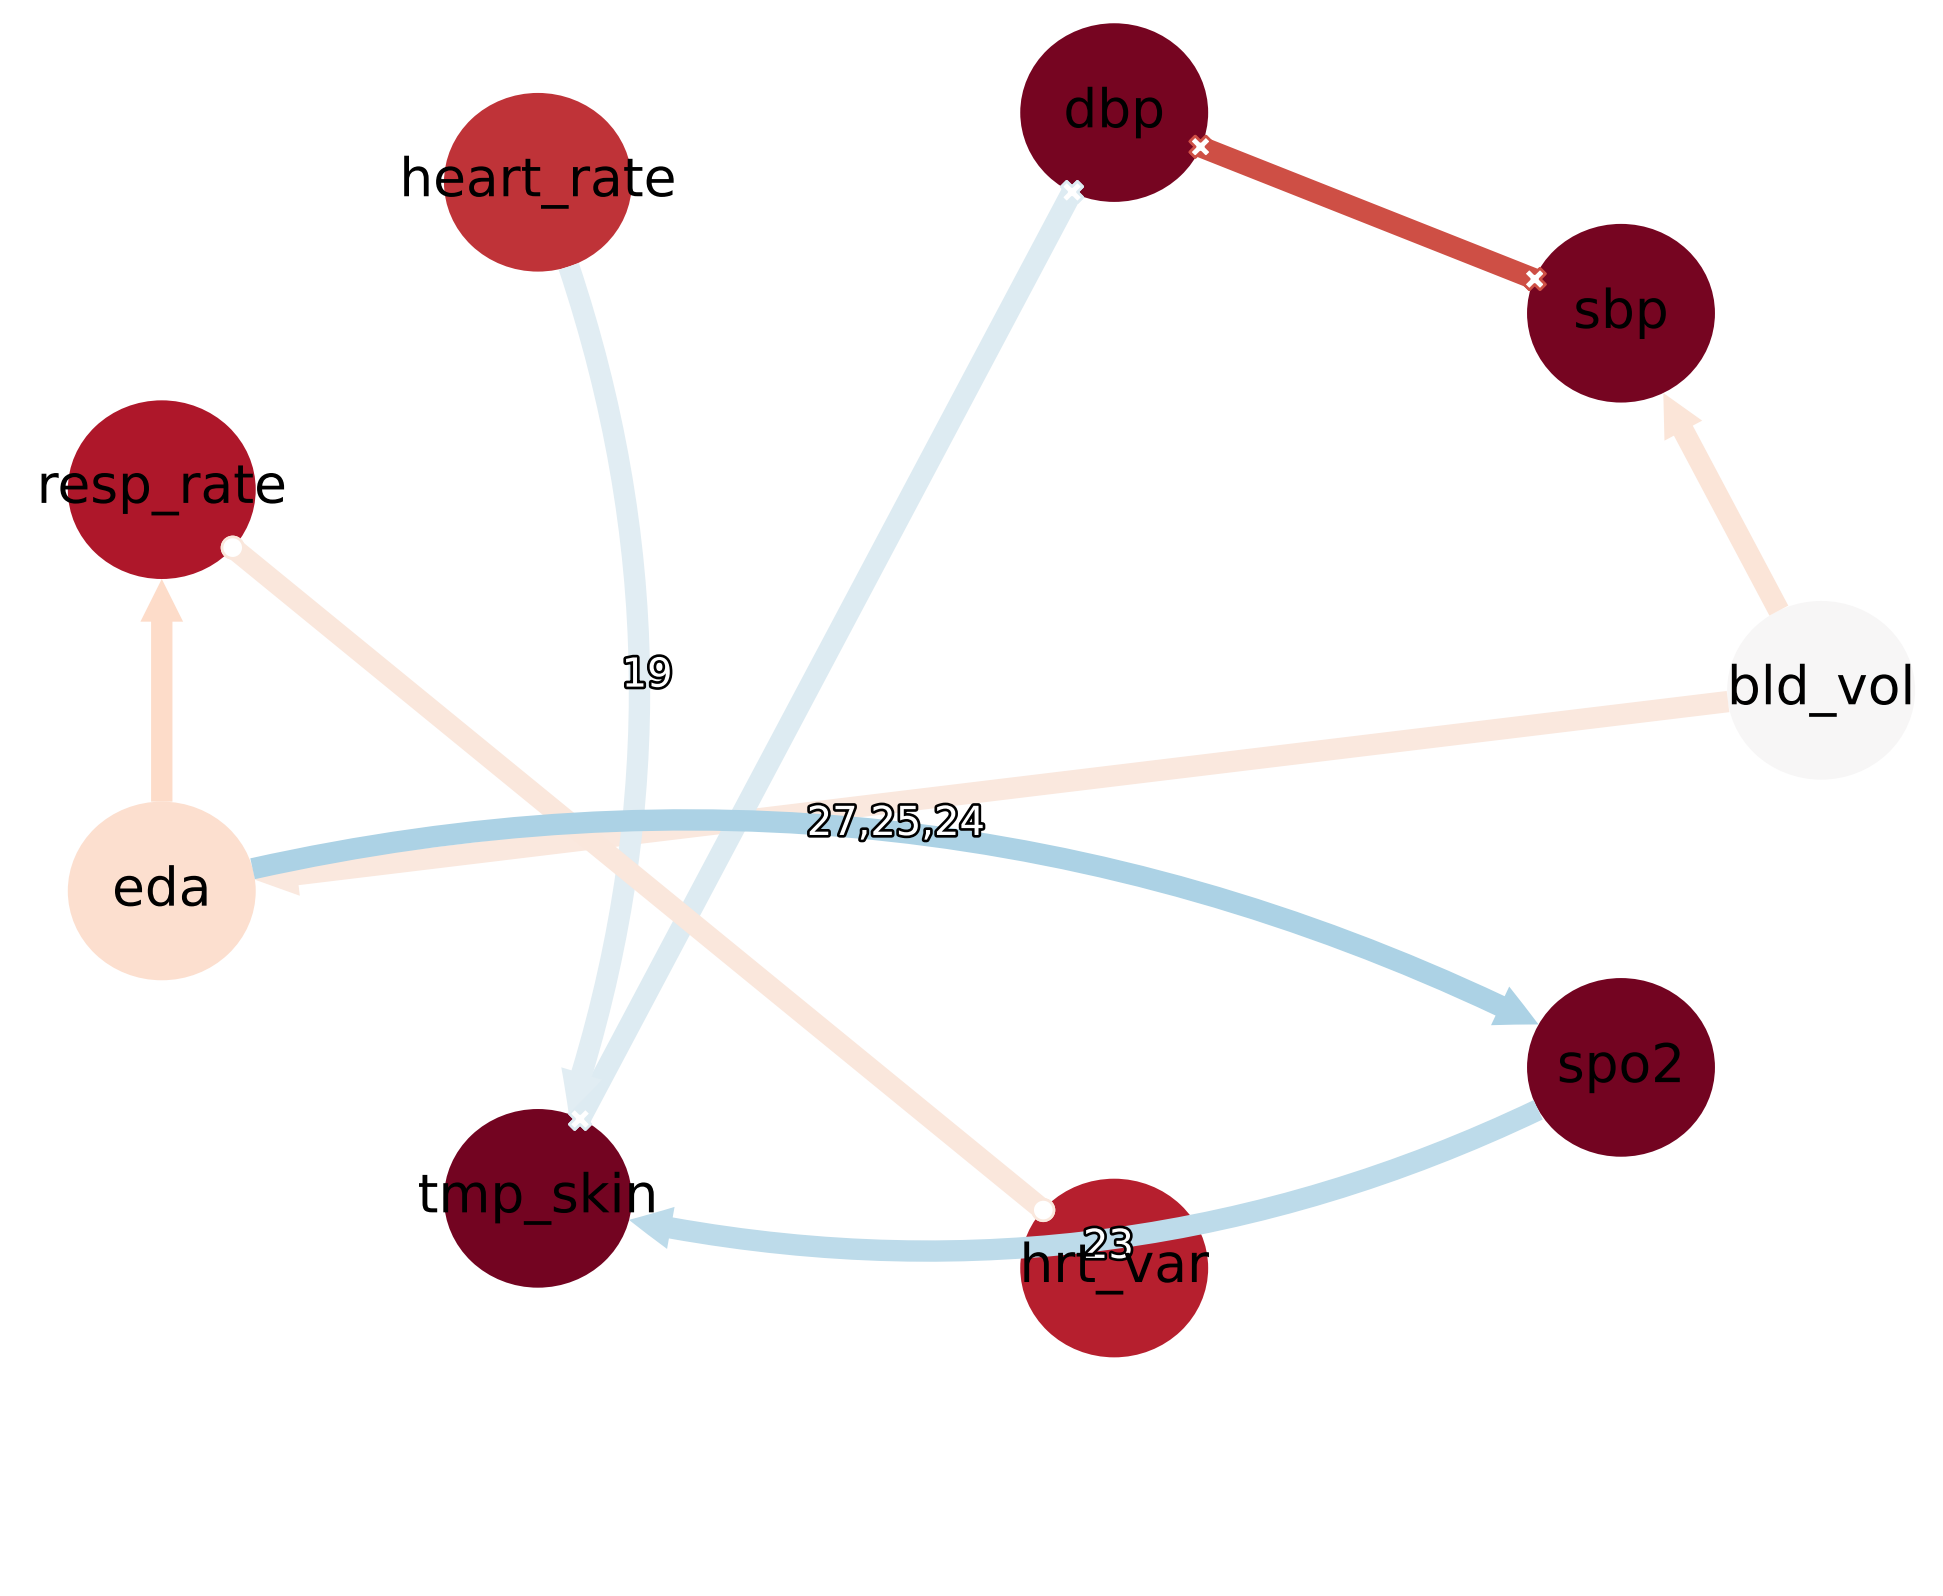 dbp
heart_rate
sbp
resp_rate
19
bld_vol
27,25,24
eda
spo2
tmp_skin
23
hrt_var